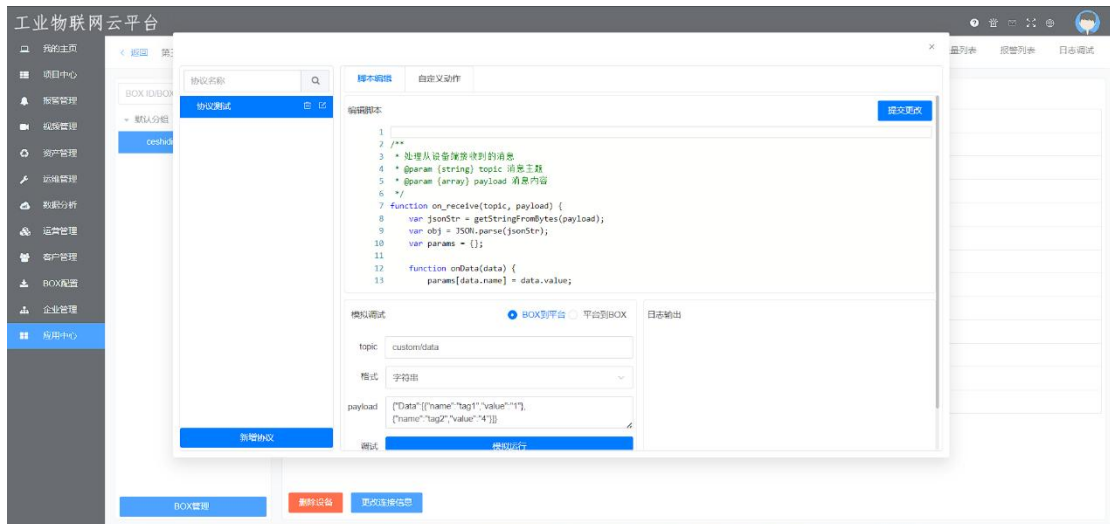 工业物联网云平台
我的主页
项目中心
报警管理
视频管理
资产管理
运维管理
数据分析
运营管理
客户管理
BOX配置
企业管理
应用中心
< 返回
量列表 报警列表 日志调试
BOX ID/BOX
默认分组
ceshidi
BOX管理
协议名称
协议测试
新增协议
×
脚本编辑 自定义动作
编辑脚本 提交更改
1
2 /**
3 * 处理从设备端接收到的消息
4 * @param {string} topic 消息主题
5 * @param {array} payload 消息内容
6 */
7 function on_receive(topic, payload) {
8 var jsonStr = getStringFromBytes(payload);
9 var obj = JSON.parse(jsonStr);
10 var params = {};
11
12 function onData(data) {
13 params[data.name] = data.value;
模拟调试 BOX到平台 平台到BOX 日志输出
topic custom/data
格式 字符串
payload {"Data":[{"name":"tag1","value":"1"},
{"name":"tag2","value":"4"}]}
调试 模拟运行
删除设备 更改连接信息